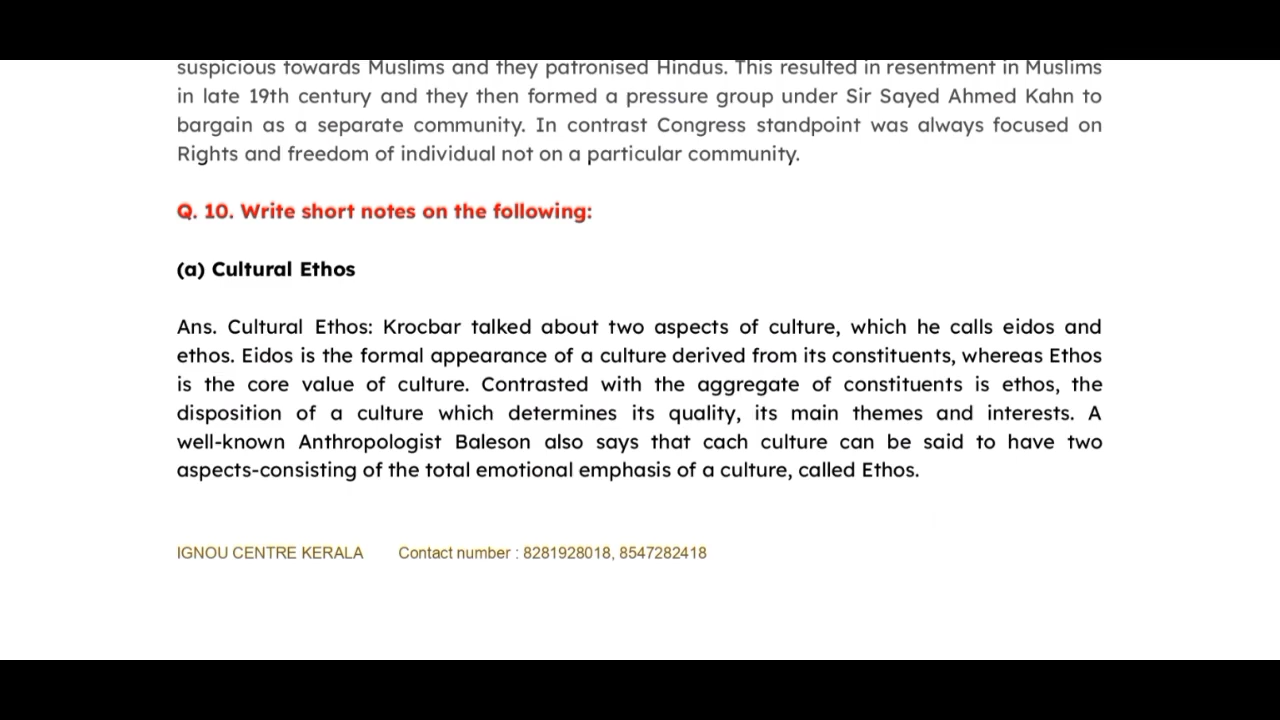 suspicious towards Muslims and they patronised Hindus. This resulted in resentment in Muslims
in late 19th century and they then formed a pressure group under Sir Sayed Ahmed Kahn to
bargain as a separate community. In contrast Congress standpoint was always focused on
Rights and freedom of individual not on a particular community.
Q. 10. Write short notes on the following:
(a) Cultural Ethos
Ans. Cultural Ethos: Krocbar talked about two aspects of culture, which he calls eidos and
ethos. Eidos is the formal appearance of a culture derived from its constituents, whereas Ethos
is the core value of culture. Contrasted with the aggregate of constituents is ethos, the
disposition of a culture which determines its quality, its main themes and interests. A
well-known Anthropologist Baleson also says that cach culture can be said to have two
aspects-consisting of the total emotional emphasis of a culture, called Ethos.
IGNOU CENTRE KERALA Contact number : 8281928018, 8547282418